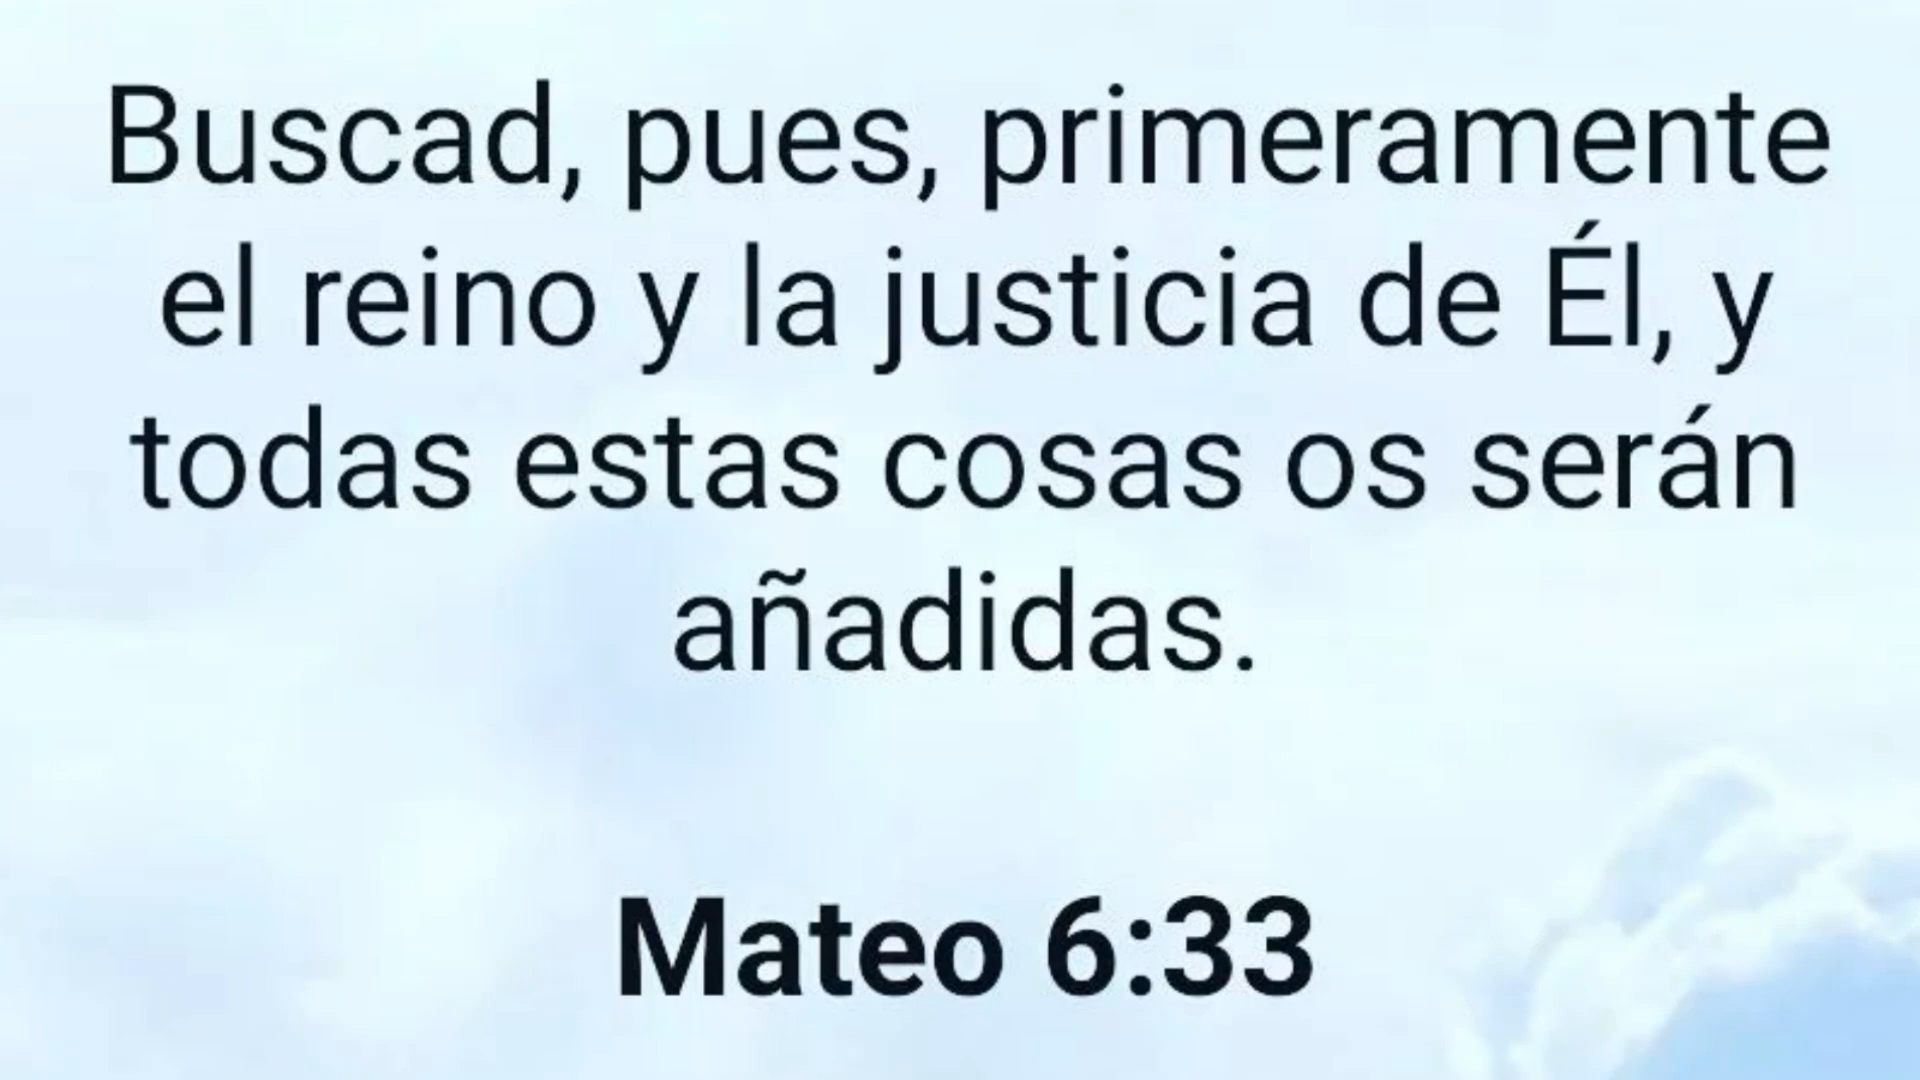 Buscad, pues, primeramente
el reino y la justicia de Él, y
todas estas cosas os serán
añadidas.
Mateo 6:33